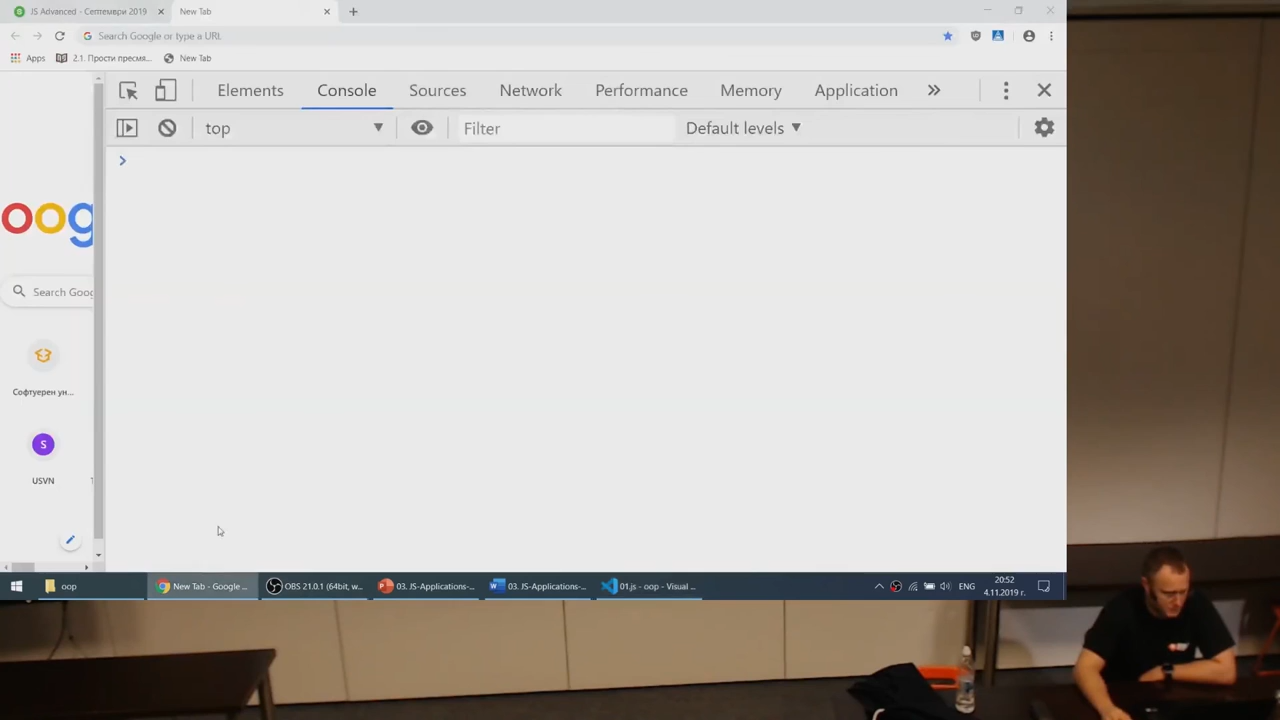 JS Advanced - Септември 2019
New Tab
Search Google or type a URL
Apps
2.1. Прости пресмя...
New Tab
Elements
Console
Sources
Network
Performance
Memory
Application
top
Filter
Default levels
oog
Search Goog
Софтуерен ун...
S
USVN
oop
New Tab - Google ...
OBS 21.0.1 (64bit, w...
03. JS-Applications-...
03. JS-Applications-...
01.js - oop - Visual ...
ENG
20:52
4.11.2019 г.